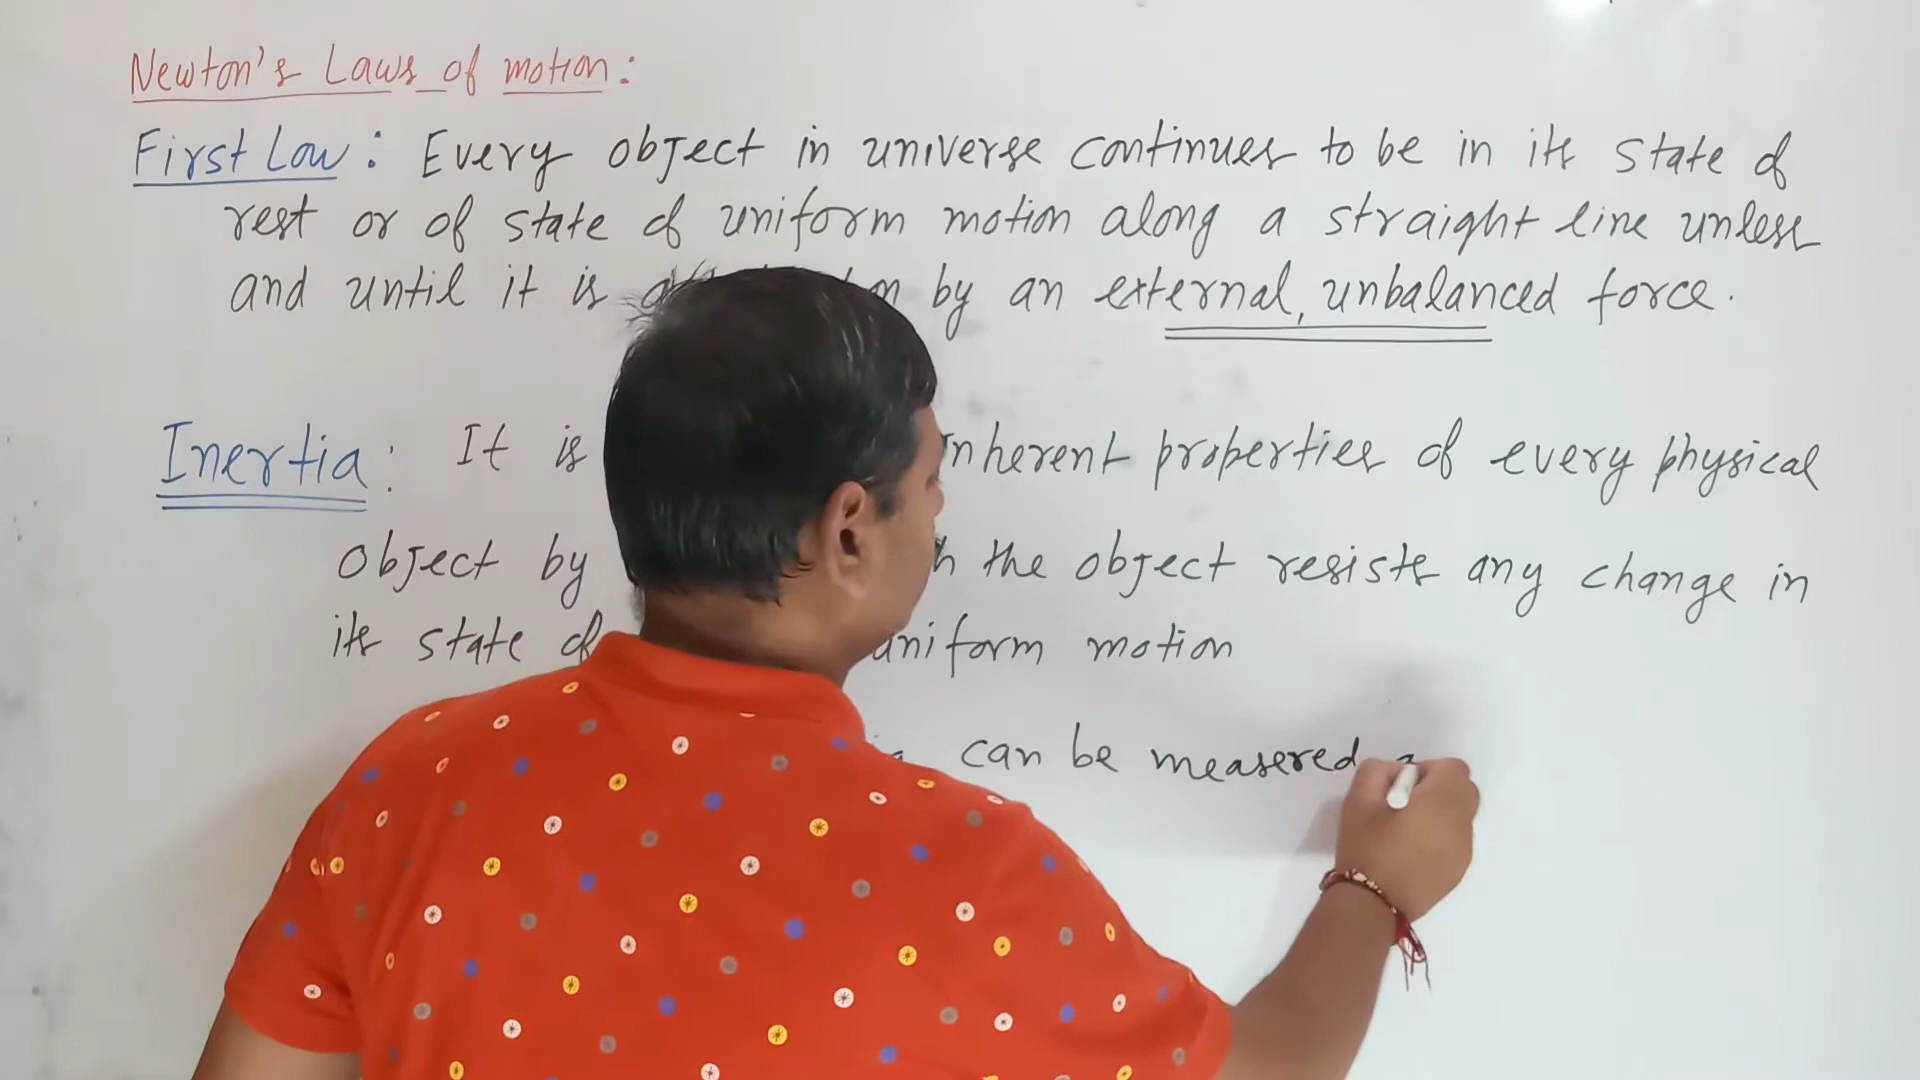 Newton's Laws of motion:
First Law: Every object in universe continues to be in its state of
rest or of state of uniform motion along a straight line unless
and until it is by an external, unbalanced force.
Inertia: It is inherent properties of every physical
object by the object resists any change in
its state of uniform motion
can be measered